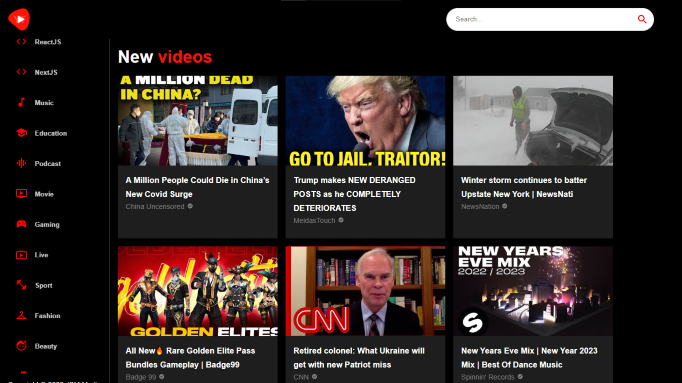 Search...
ReactJS
NextJS
Music
Education
Podcast
Movie
Gaming
Live
Sport
Fashion
Beauty
New videos
A MILLION DEAD
IN CHINA?
A Million People Could Die in China's
New Covid Surge
China Uncensored
GO TO JAIL, TRAITOR!
Trump makes NEW DERANGED
POSTS as he COMPLETELY
DETERIORATES
MeidasTouch
Winter storm continues to batter
Upstate New York | NewsNati
NewsNation
GOLDEN ELITES
All New🔥 Rare Golden Elite Pass
Bundles Gameplay | Badge99
Badge 99
CNN
Retired colonel: What Ukraine will
get with new Patriot miss
CNN
NEW YEARS
EVE MIX
2022 / 2023
New Years Eve Mix | New Year 2023
Mix | Best of Dance Music
Spinnin' Records